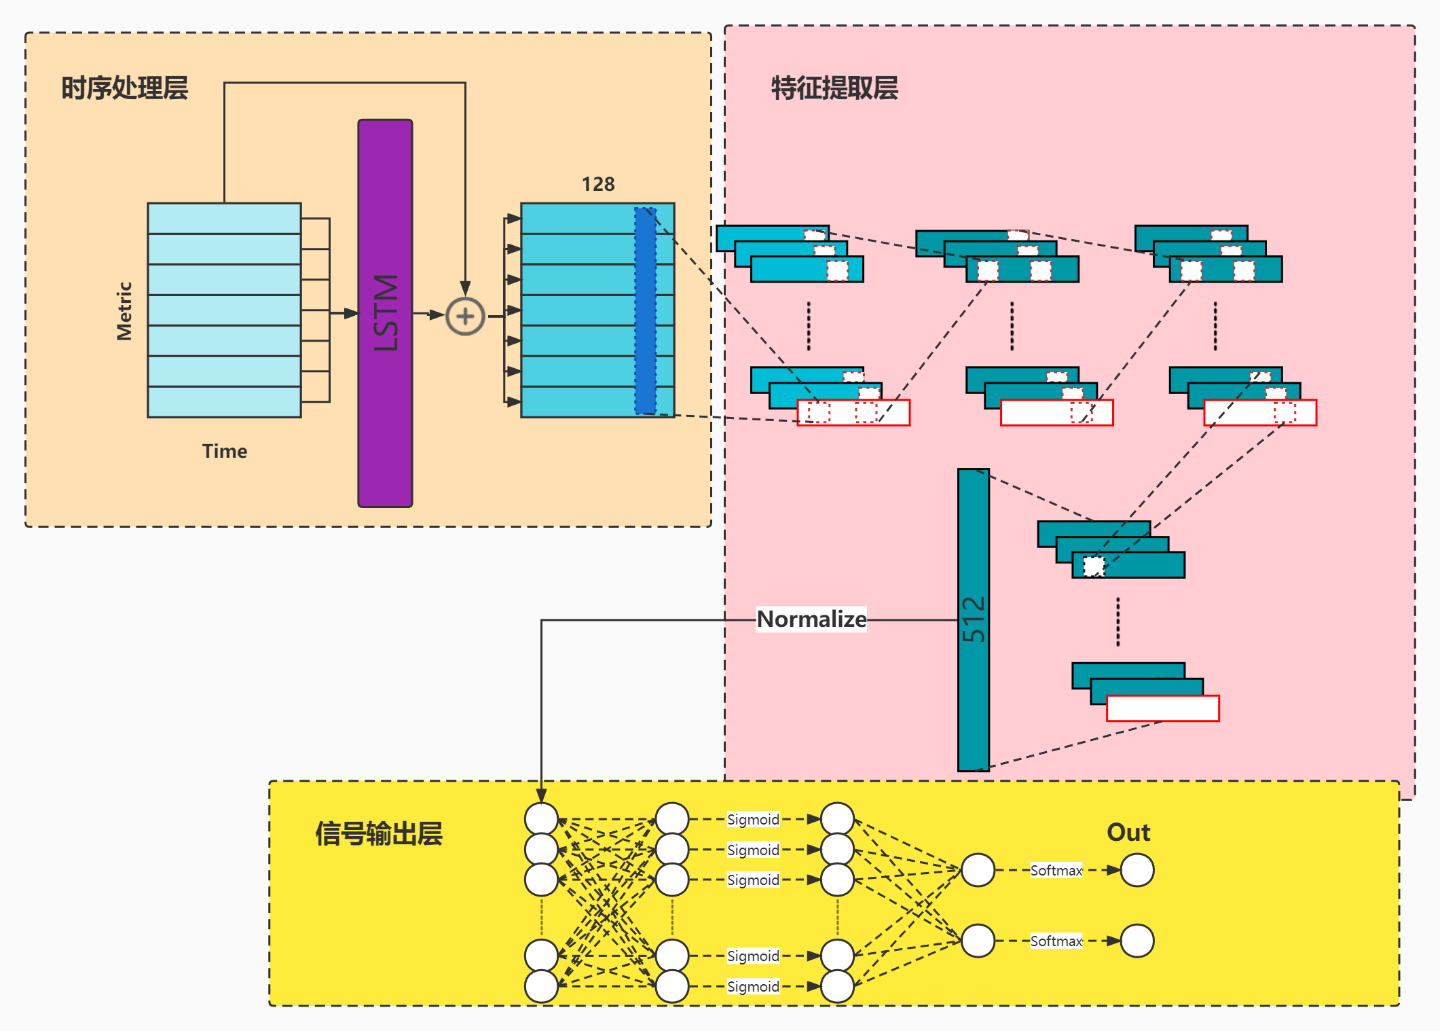 时序处理层
特征提取层
128
Metric
LSTM
Time
512
Normalize
信号输出层
Out
Sigmoid
Sigmoid
Sigmoid
Sigmoid
Sigmoid
Softmax
Softmax